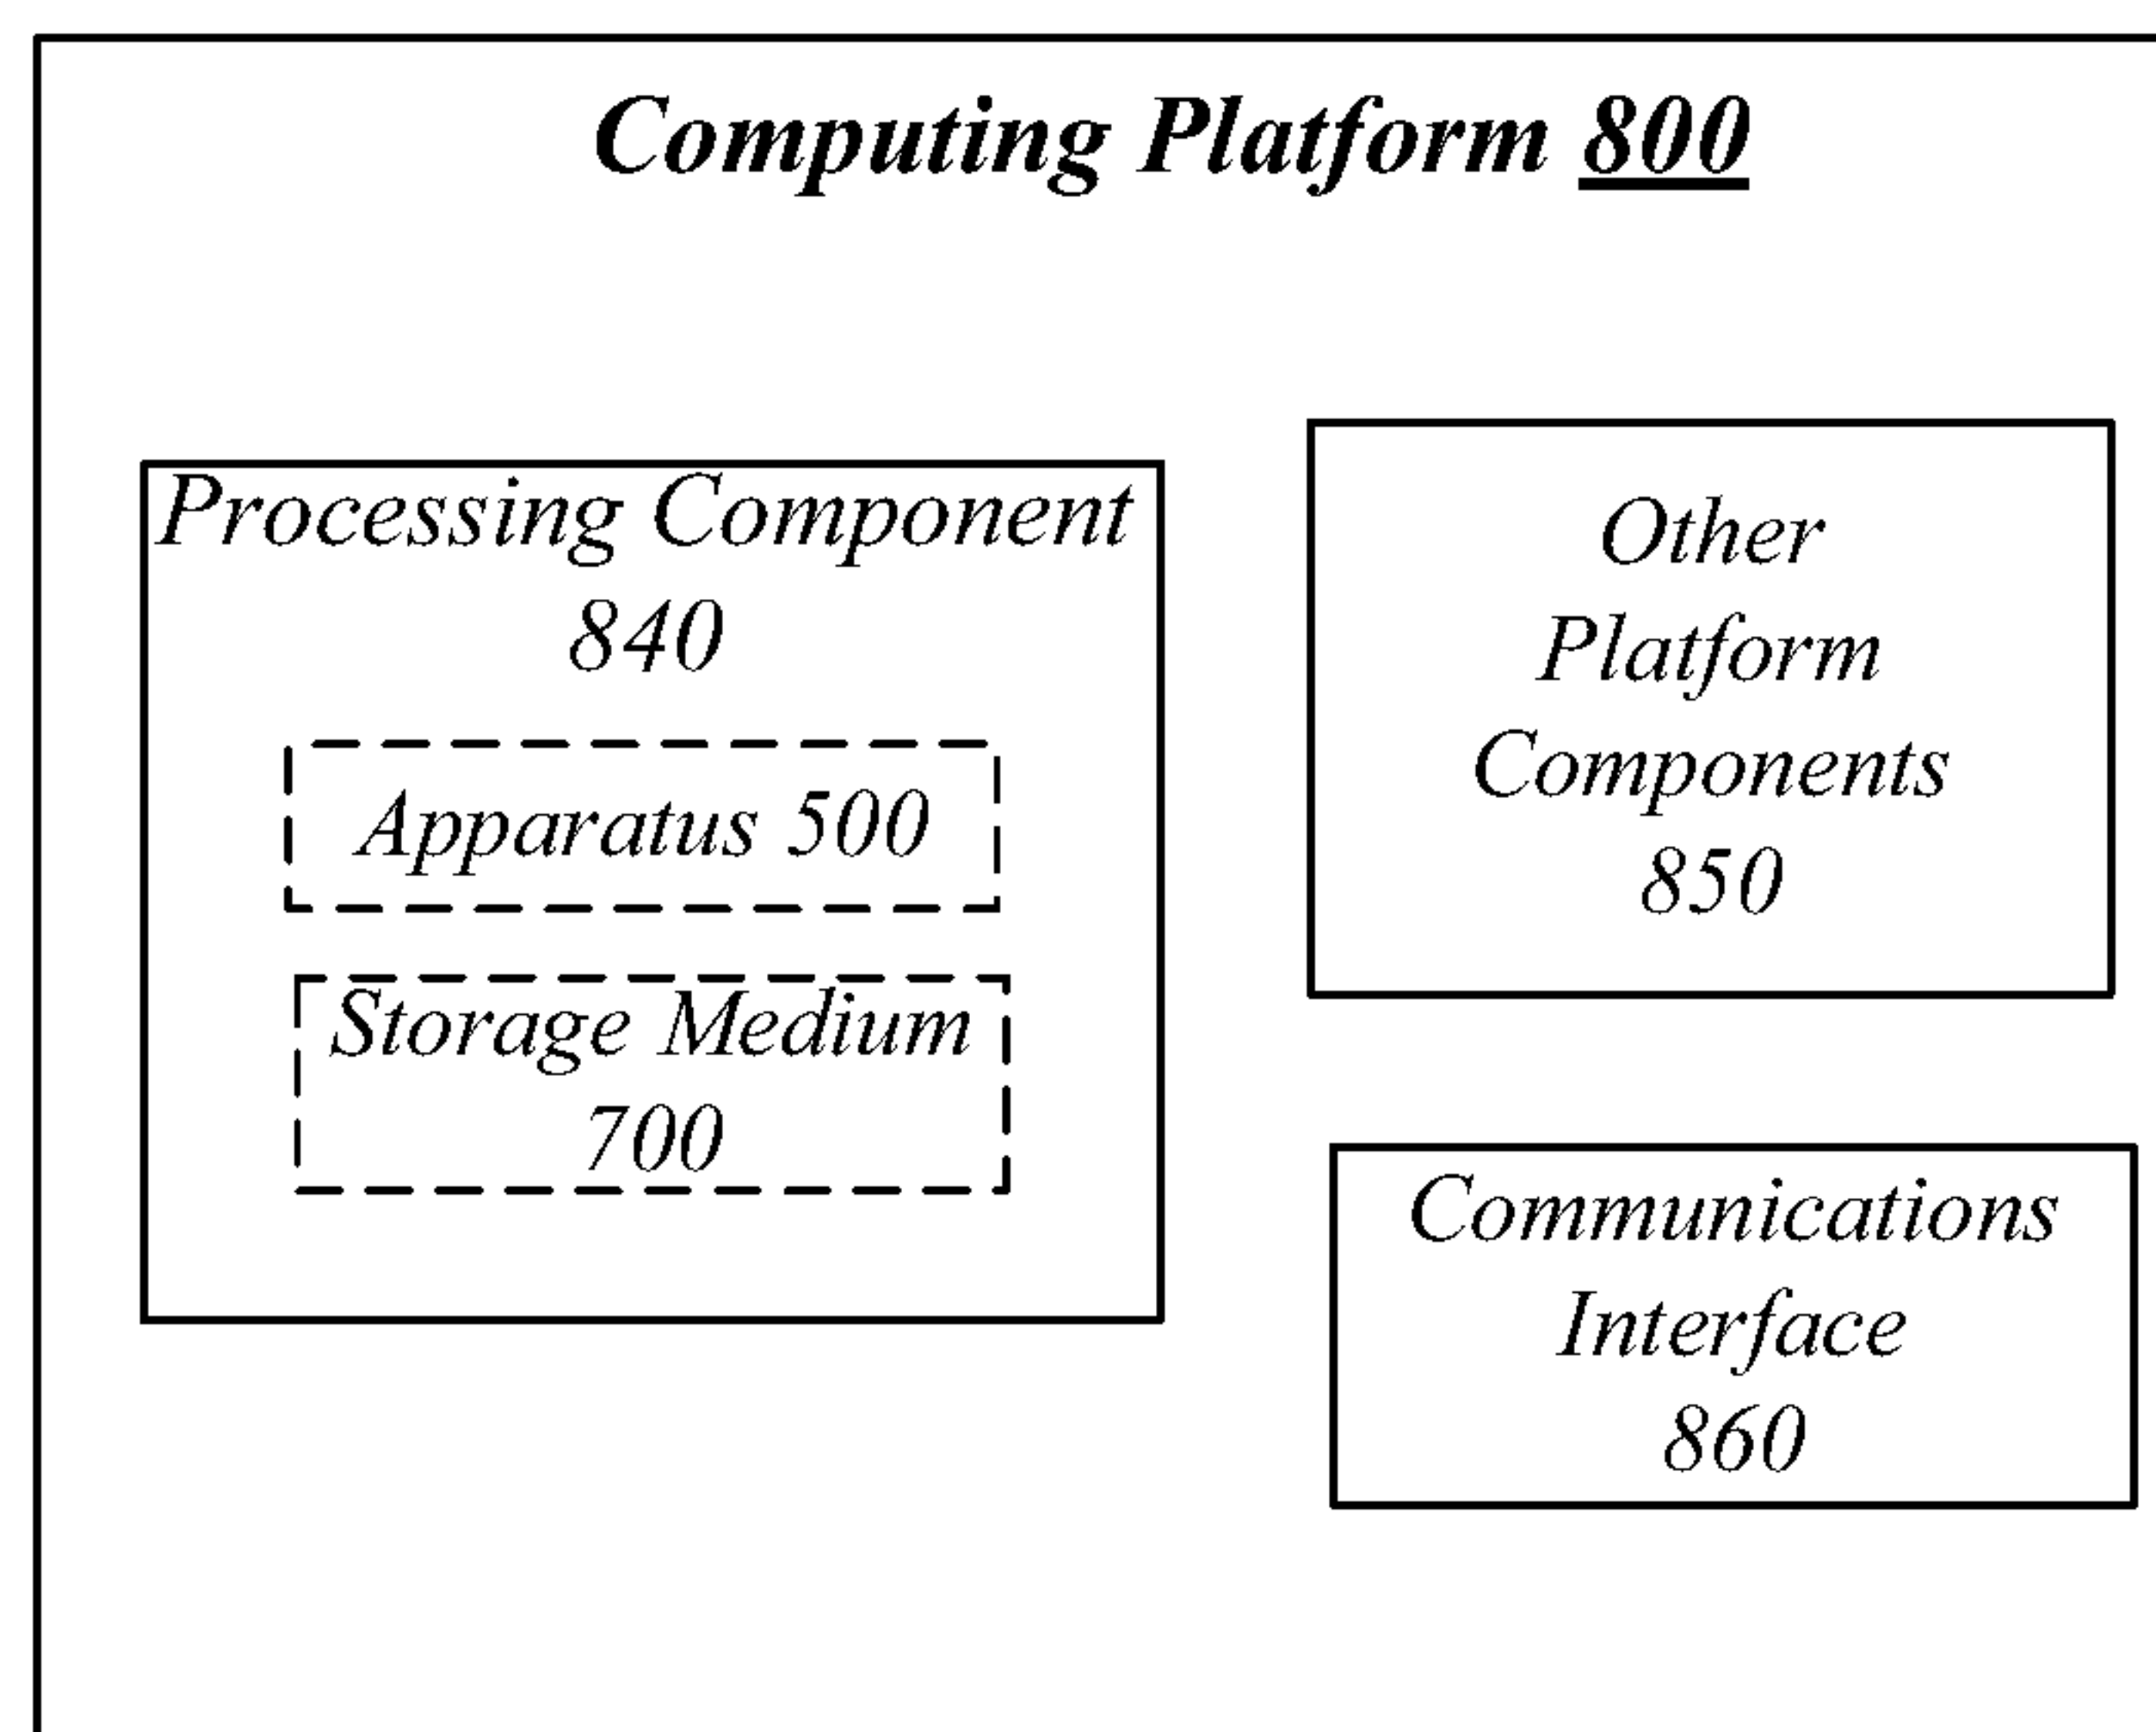 Computing Platform 800
Processing Component
840
Apparatus 500
Storage Medium
700
Other
Platform
Components
850
Communications
Interface
860